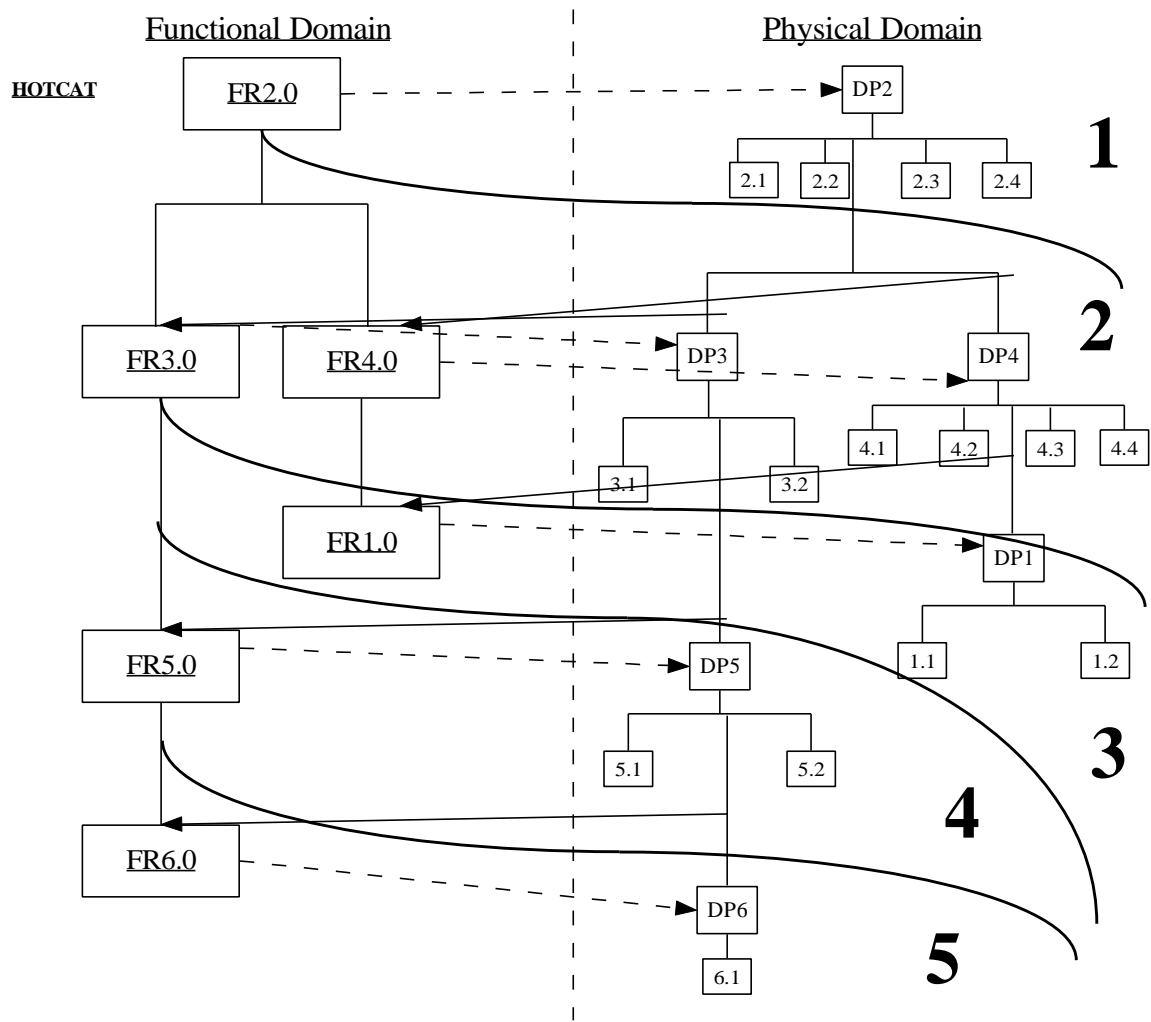 Functional Domain
Physical Domain
HOTCAT
FR2.0
DP2
1
2.1
2.2
2.3
2.4
2
FR3.0
FR4.0
DP3
DP4
4.1
4.2
4.3
4.4
3.1
3.2
FR1.0
DP1
FR5.0
DP5
1.1
1.2
3
5.1
5.2
4
FR6.0
DP6
5
6.1